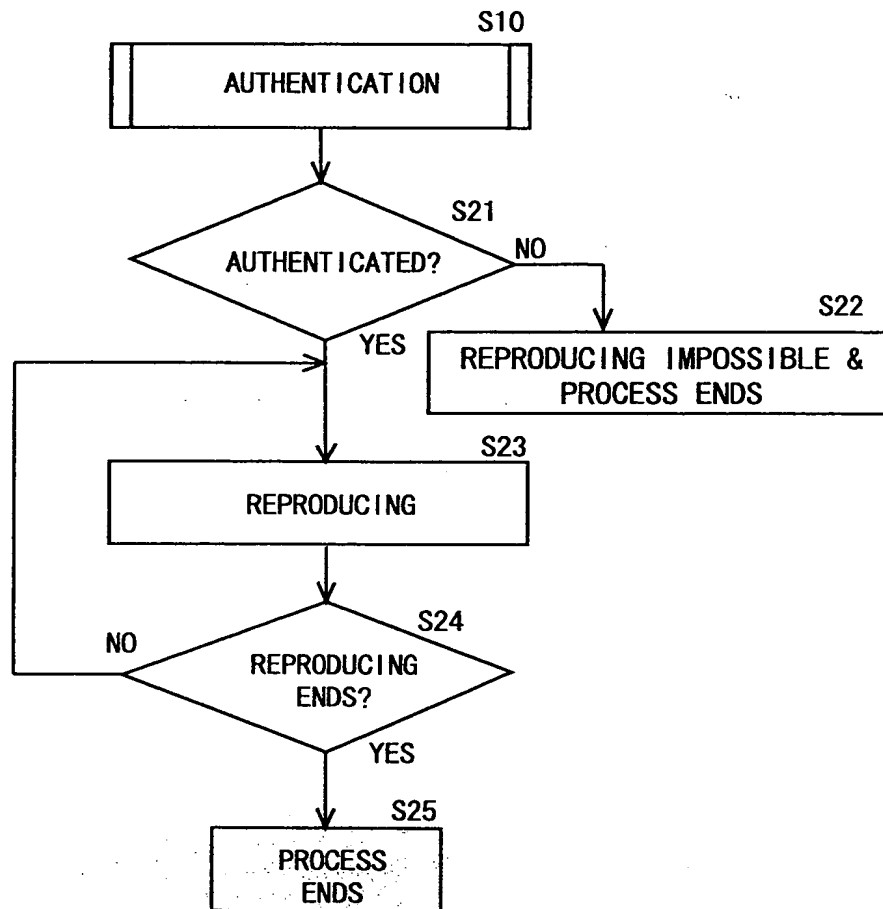 S10
AUTHENTICATION
S21
AUTHENTICATED?
NO
S22
YES
REPRODUCING IMPOSSIBLE &
PROCESS ENDS
S23
REPRODUCING
S24
NO
REPRODUCING
ENDS?
YES
S25
PROCESS
ENDS